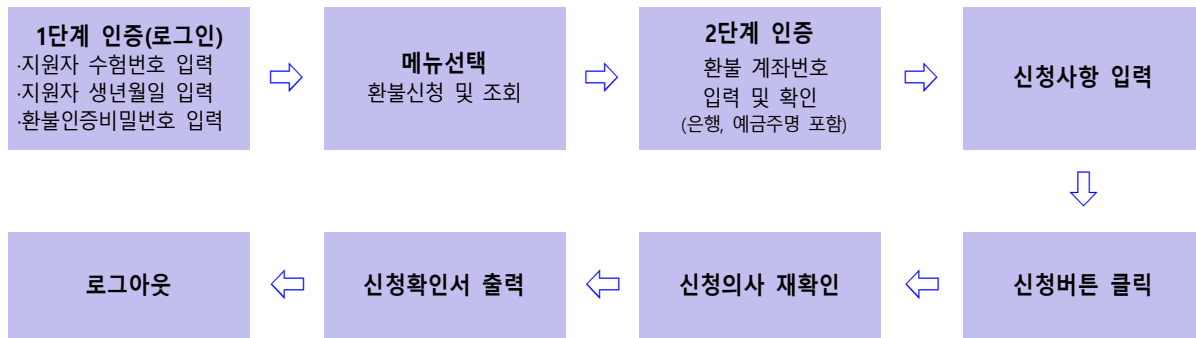 1단계 인증(로그인)
·지원자 수험번호 입력
·지원자 생년월일 입력
·환불인증비밀번호 입력
메뉴선택
환불신청 및 조회
2단계 인증
환불 계좌번호
입력 및 확인
(은행, 예금주명 포함)
신청사항 입력
신청버튼 클릭
신청의사 재확인
신청확인서 출력
로그아웃